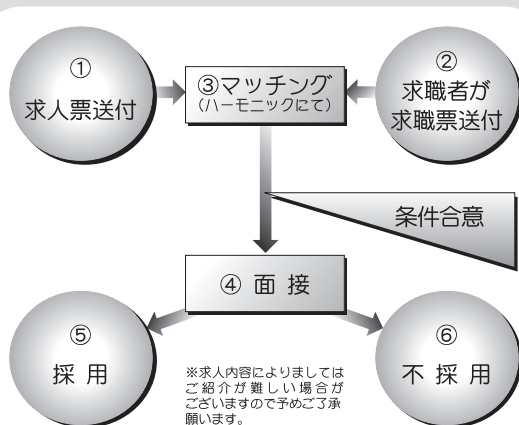 ①
求人票送付
③マッチング
(ハーモニックにて)
②
求職者が
求職票送付
条件合意
④ 面 接
⑤
採 用
※求人内容によりましては
ご紹介が難しい場合が
ございますので予めご了承
願います。
⑥
不 採 用